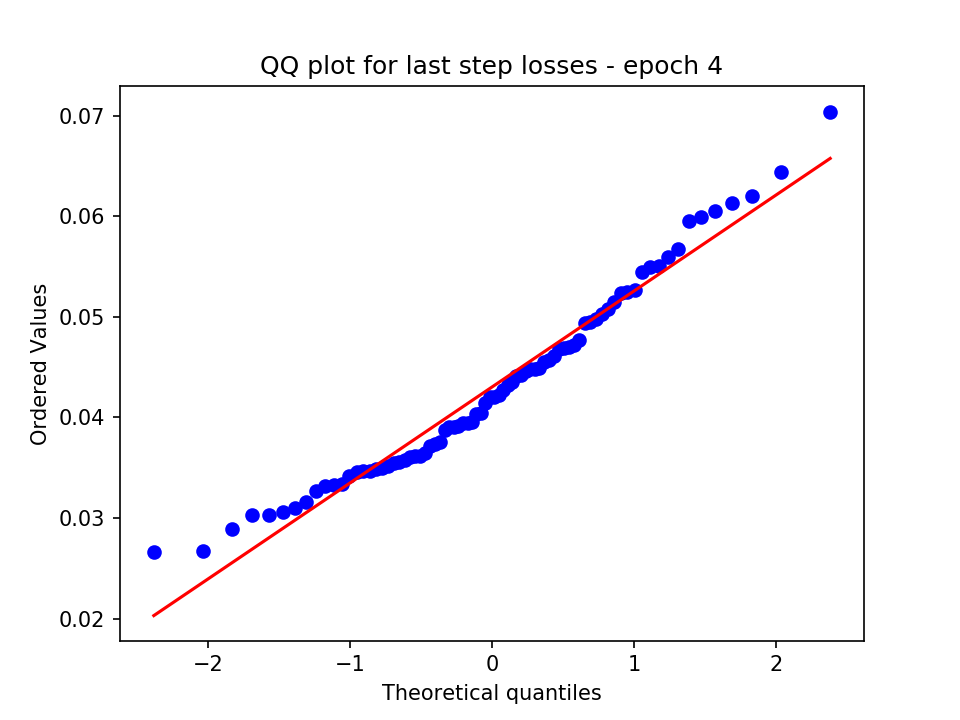 QQ plot for last step losses - epoch 4
Ordered Values
0.07
0.06
0.05
0.04
0.03
0.02
−2 −1 0 1 2
Theoretical quantiles